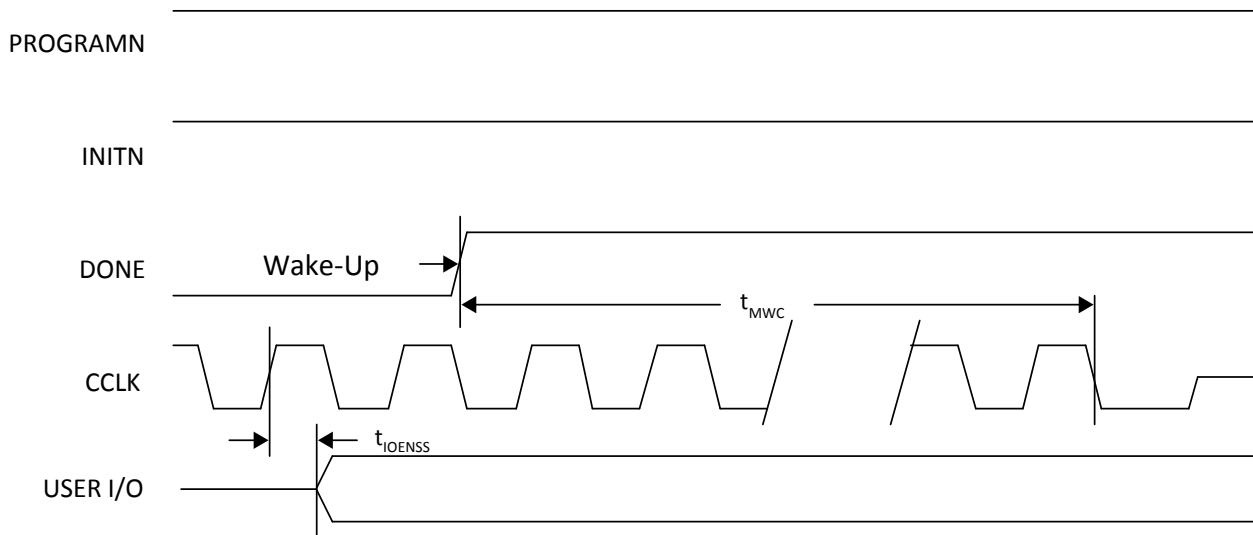 PROGRAMN
INITN
DONE
Wake-Up
tMWC
CCLK
tIOENSS
USER I/O